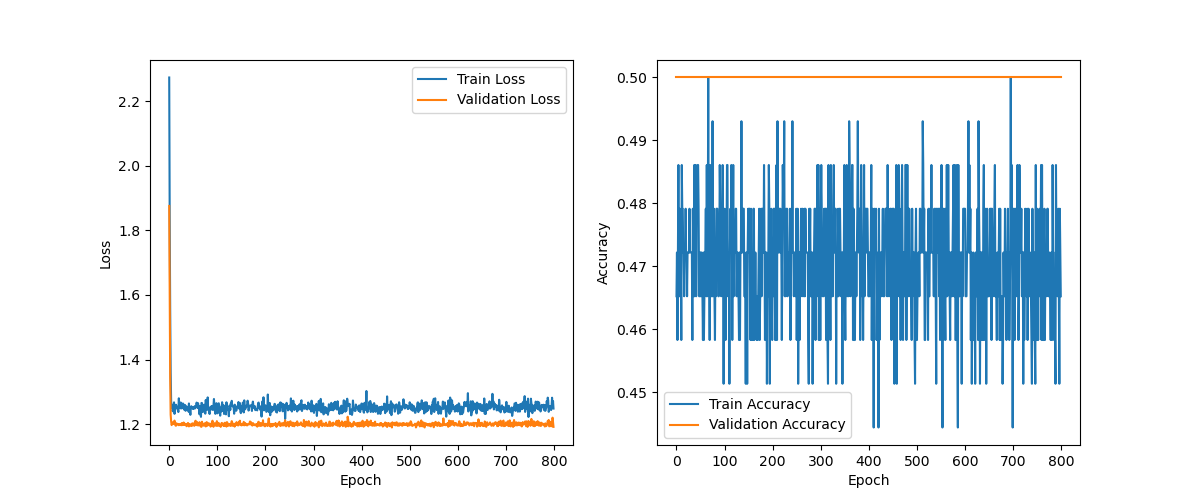 Train Loss
Validation Loss
Loss
2.2
2.0
1.8
1.6
1.4
1.2
0 100 200 300 400 500 600 700 800
Epoch
Accuracy
0.50
0.49
0.48
0.47
0.46
0.45
Train Accuracy
Validation Accuracy
0 100 200 300 400 500 600 700 800
Epoch